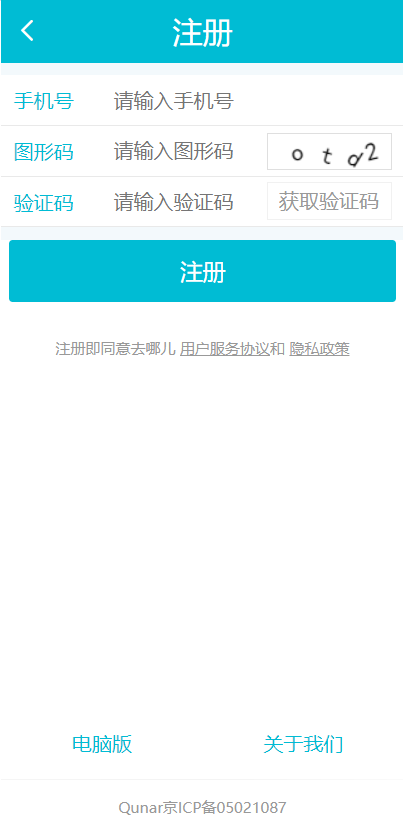 注册
手机号 请输入手机号
图形码 请输入图形码 otd2
验证码 请输入验证码 获取验证码
注册
注册即同意去哪儿 用户服务协议和 隐私政策
电脑版 关于我们
Qunar京ICP备05021087